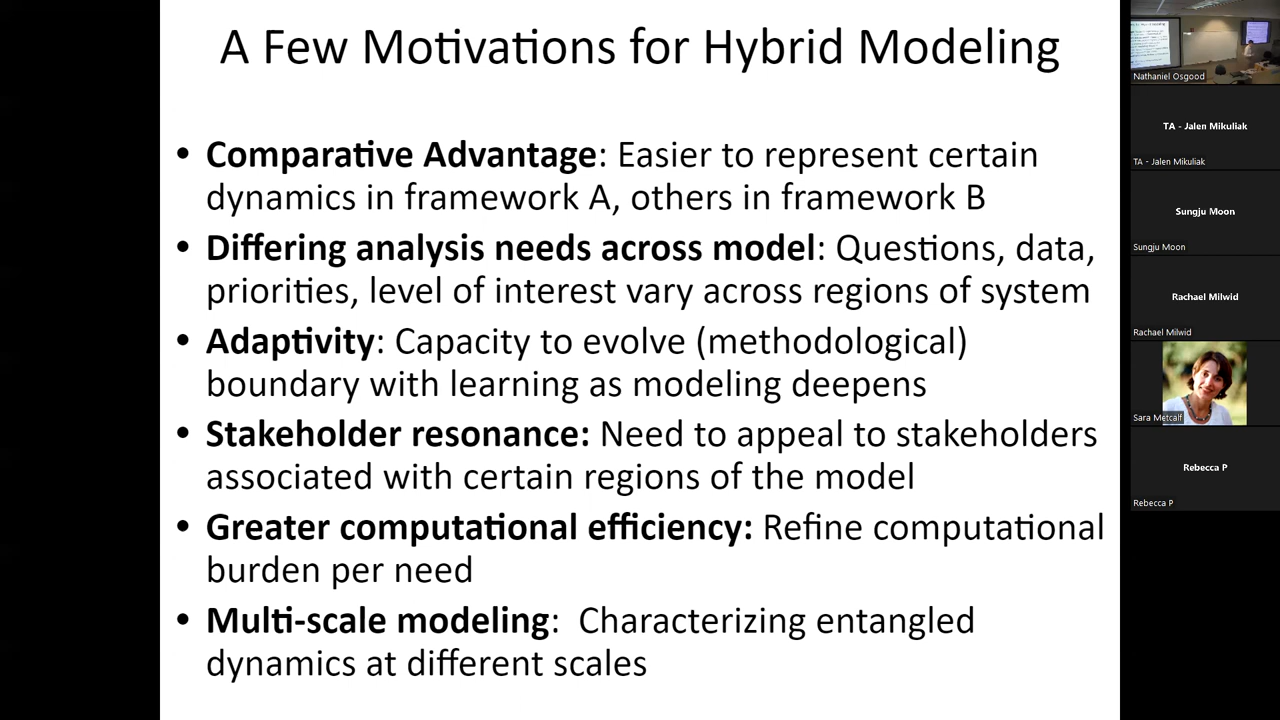 A Few Motivations for Hybrid Modeling
• Comparative Advantage: Easier to represent certain
dynamics in framework A, others in framework B
• Differing analysis needs across model: Questions, data,
priorities, level of interest vary across regions of system
• Adaptivity: Capacity to evolve (methodological)
boundary with learning as modeling deepens
• Stakeholder resonance: Need to appeal to stakeholders
associated with certain regions of the model
• Greater computational efficiency: Refine computational
burden per need
• Multi-scale modeling:  Characterizing entangled
dynamics at different scales
Nathaniel Osgood
TA - Jalen Mikuliak
TA - Jalen Mikuliak
Sungju Moon
Sungju Moon
Rachael Milwid
Rachael Milwid
Sara Metcalf
Rebecca P
Rebecca P